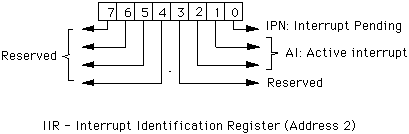 7 6 5 4 3 2 1 0
IPN: Interrupt Pending
Reserved
AI: Active interrupt
Reserved
IIR - Interrupt Identification Register (Address 2)